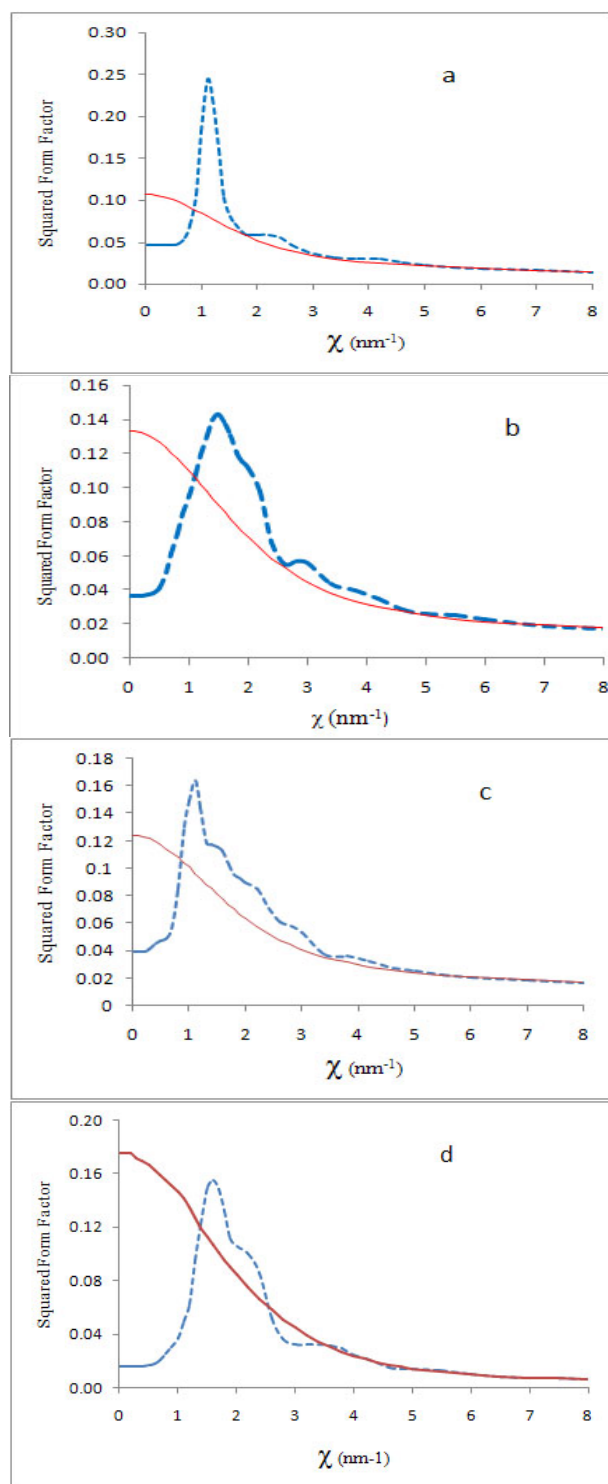 0.30
0.25
0.20
0.15
0.10
0.05
0.00
Squared Form Factor
a
0 1 2 3 4 5 6 7 8
χ (nm⁻¹)
0.16
0.14
0.12
0.10
0.08
0.06
0.04
0.02
0.00
Squared Form Factor
b
0 1 2 3 4 5 6 7 8
χ (nm⁻¹)
0.18
0.16
0.14
0.12
0.1
0.08
0.06
0.04
0.02
0
Squared Form Factor
c
0 1 2 3 4 5 6 7 8
χ (nm⁻¹)
0.20
0.16
0.12
0.08
0.04
0.00
Squared Form Factor
d
0 1 2 3 4 5 6 7 8
χ (nm-1)